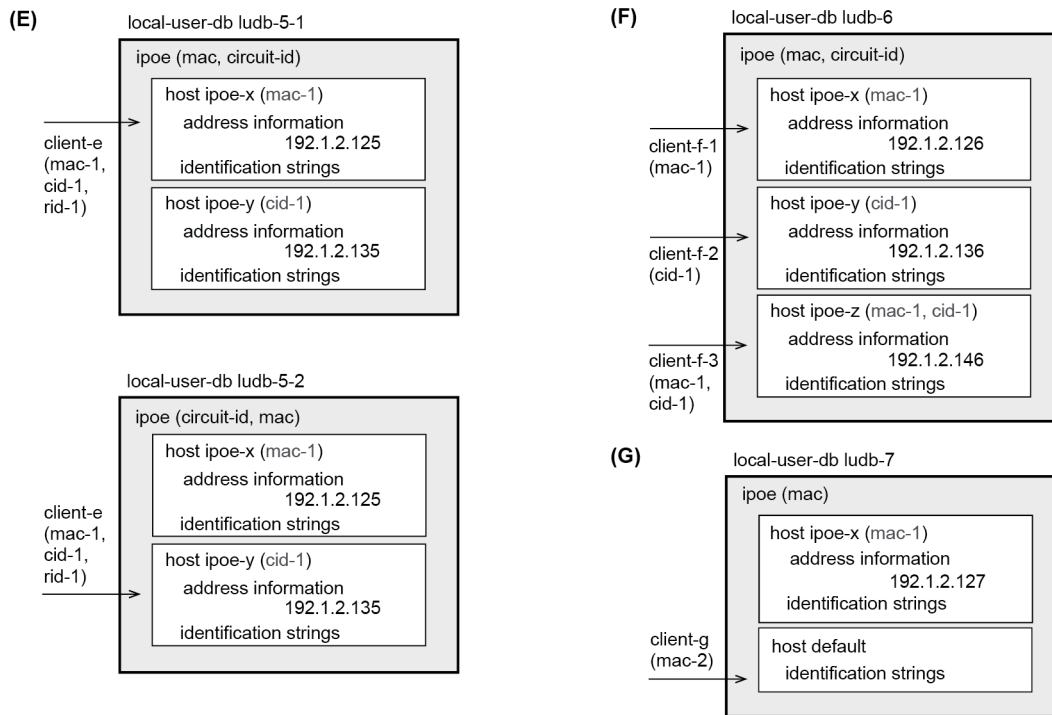 (E)
local-user-db ludb-5-1
ipoe (mac, circuit-id)
host ipoe-x (mac-1)
address information
192.1.2.125
identification strings
client-e
(mac-1,
cid-1,
rid-1)
host ipoe-y (cid-1)
address information
192.1.2.135
identification strings
local-user-db ludb-5-2
ipoe (circuit-id, mac)
host ipoe-x (mac-1)
address information
192.1.2.125
identification strings
client-e
(mac-1,
cid-1,
rid-1)
host ipoe-y (cid-1)
address information
192.1.2.135
identification strings
(F)
local-user-db ludb-6
ipoe (mac, circuit-id)
host ipoe-x (mac-1)
address information
192.1.2.126
identification strings
client-f-1
(mac-1)
host ipoe-y (cid-1)
address information
192.1.2.136
identification strings
client-f-2
(cid-1)
host ipoe-z (mac-1, cid-1)
address information
192.1.2.146
identification strings
client-f-3
(mac-1,
cid-1)
(G)
local-user-db ludb-7
ipoe (mac)
host ipoe-x (mac-1)
address information
192.1.2.127
identification strings
client-g
(mac-2)
host default
identification strings